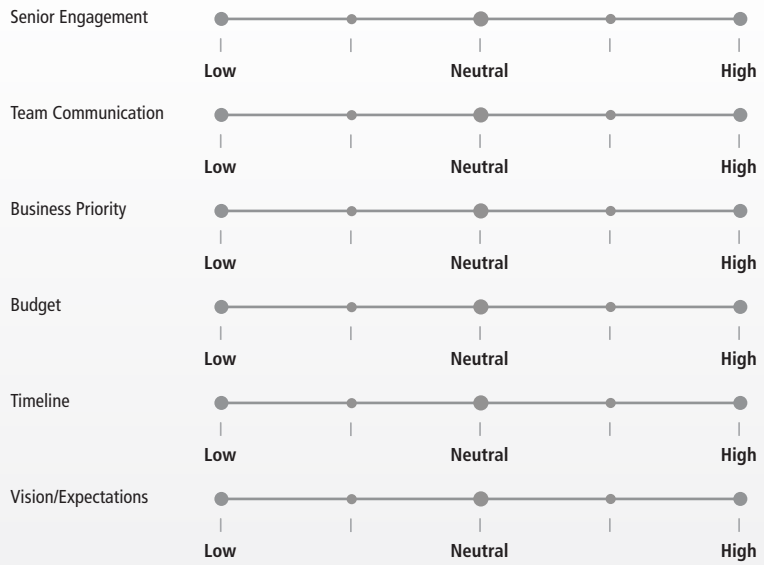 Senior Engagement
Low Neutral High
Team Communication
Low Neutral High
Business Priority
Low Neutral High
Budget
Low Neutral High
Timeline
Low Neutral High
Vision/Expectations
Low Neutral High